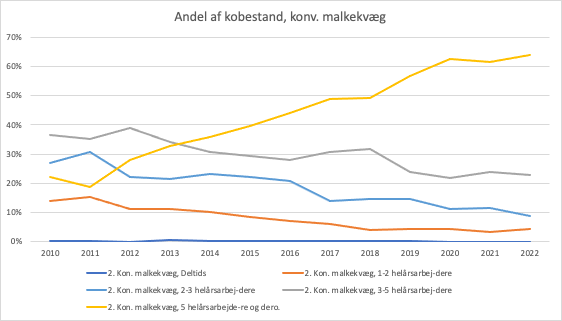 Andel af kobestand, konv. malkekvæg
70%
60%
50%
40%
30%
20%
10%
0%
2010 2011 2012 2013 2014 2015 2016 2017 2018 2019 2020 2021 2022
2. Kon. malkekvæg, Deltids
2. Kon. malkekvæg, 1-2 helårsarbej-dere
2. Kon. malkekvæg, 2-3 helårsarbej-dere
2. Kon. malkekvæg, 3-5 helårsarbej-dere
2. Kon. malkekvæg, 5 helårsarbejde-re og dero.